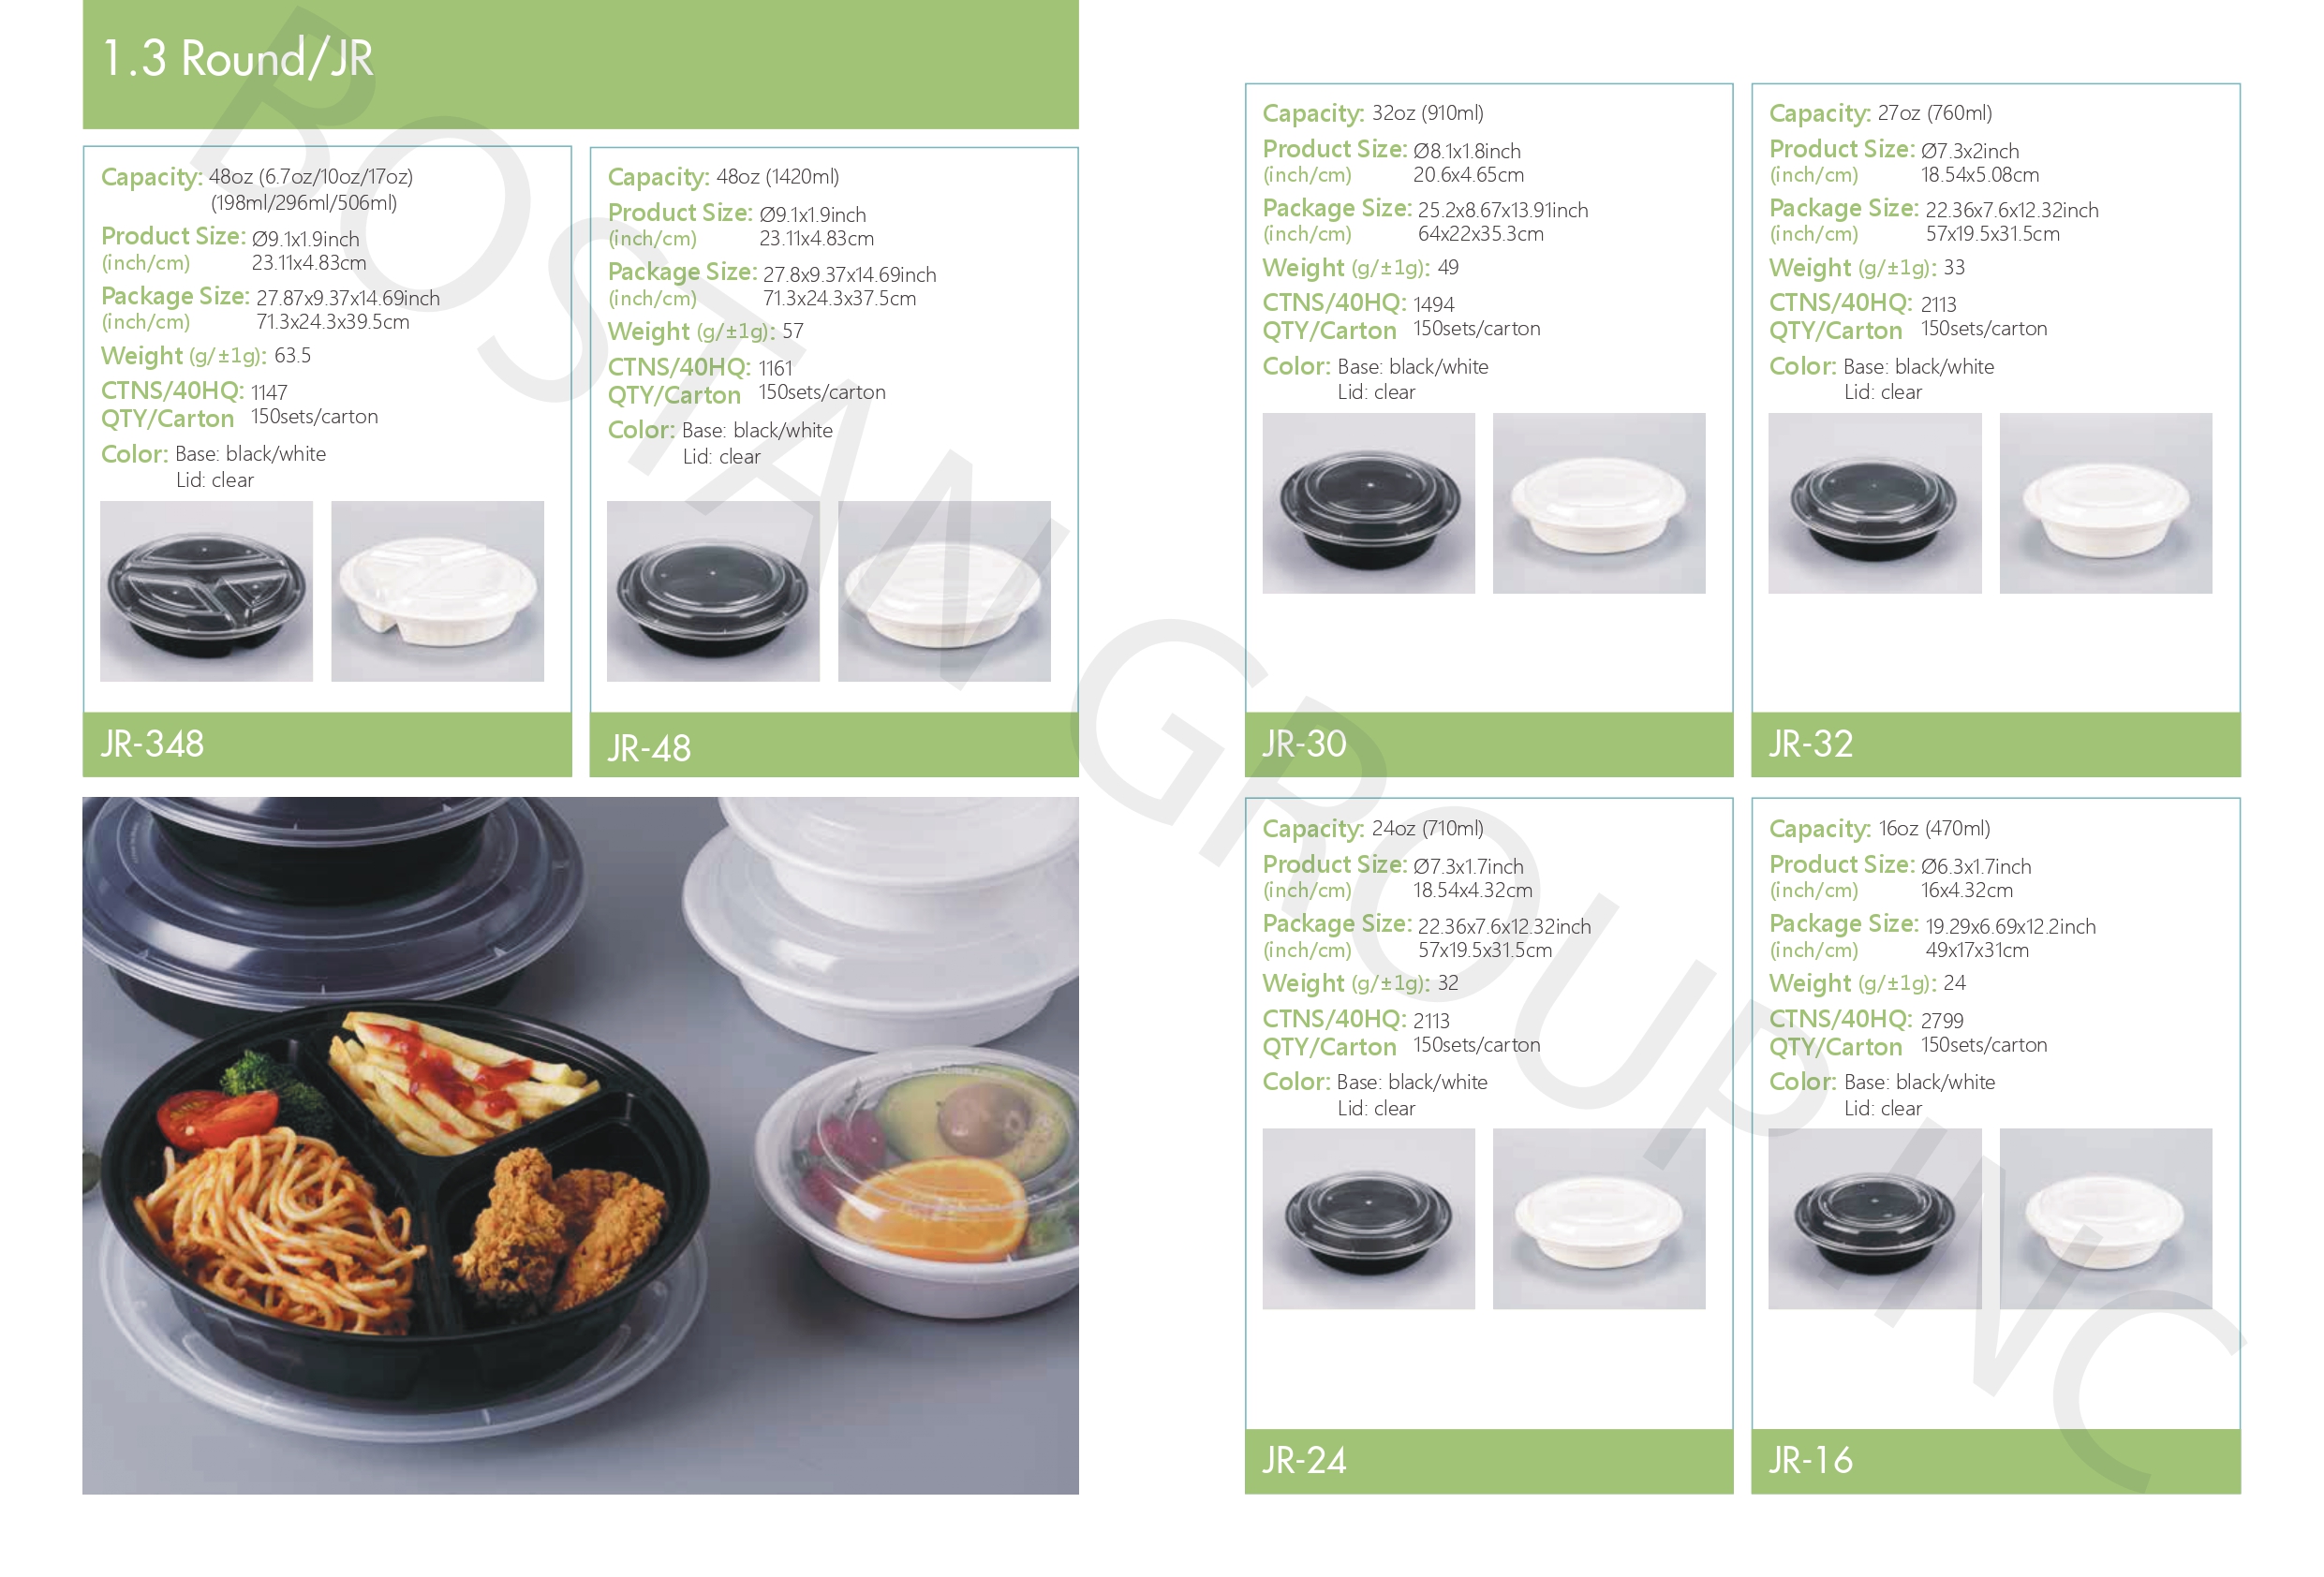 1.3 Round/JR
Capacity: 48oz (6.7oz/10oz/17oz)
(198ml/296ml/506ml)
Product Size: Ø9.1x1.9inch
(inch/cm) 23.11x4.83cm
Package Size: 27.87x9.37x14.69inch
(inch/cm) 71.3x24.3x39.5cm
Weight (g/±1g): 63.5
CTNS/40HQ: 1147
QTY/Carton 150sets/carton
Color: Base: black/white
Lid: clear
JR-348
Capacity: 48oz (1420ml)
Product Size: Ø9.1x1.9inch
(inch/cm) 23.11x4.83cm
Package Size: 27.8x9.37x14.69inch
(inch/cm) 71.3x24.3x37.5cm
Weight (g/±1g): 57
CTNS/40HQ: 1161
QTY/Carton 150sets/carton
Color: Base: black/white
Lid: clear
JR-48
Capacity: 32oz (910ml)
Product Size: Ø8.1x1.8inch
(inch/cm) 20.6x4.65cm
Package Size: 25.2x8.67x13.91inch
(inch/cm) 64x22x35.3cm
Weight (g/±1g): 49
CTNS/40HQ: 1494
QTY/Carton 150sets/carton
Color: Base: black/white
Lid: clear
JR-30
Capacity: 27oz (760ml)
Product Size: Ø7.3x2inch
(inch/cm) 18.54x5.08cm
Package Size: 22.36x7.6x12.32inch
(inch/cm) 57x19.5x31.5cm
Weight (g/±1g): 33
CTNS/40HQ: 2113
QTY/Carton 150sets/carton
Color: Base: black/white
Lid: clear
JR-32
Capacity: 24oz (710ml)
Product Size: Ø7.3x1.7inch
(inch/cm) 18.54x4.32cm
Package Size: 22.36x7.6x12.32inch
(inch/cm) 57x19.5x31.5cm
Weight (g/±1g): 32
CTNS/40HQ: 2113
QTY/Carton 150sets/carton
Color: Base: black/white
Lid: clear
JR-24
Capacity: 16oz (470ml)
Product Size: Ø6.3x1.7inch
(inch/cm) 16x4.32cm
Package Size: 19.29x6.69x12.2inch
(inch/cm) 49x17x31cm
Weight (g/±1g): 24
CTNS/40HQ: 2799
QTY/Carton 150sets/carton
Color: Base: black/white
Lid: clear
JR-16
BOSTAN GROUP INC